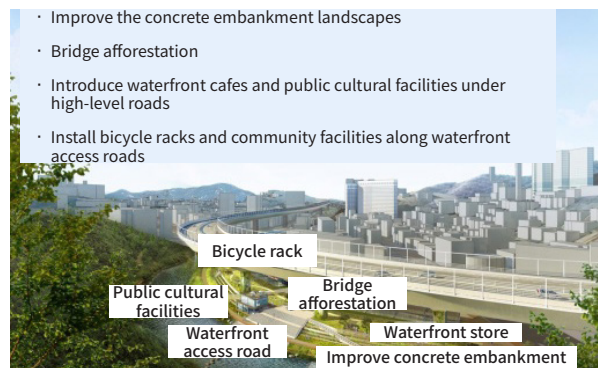 · Improve the concrete embankment landscapes
· Bridge afforestation
· Introduce waterfront cafes and public cultural facilities under
high-level roads
· Install bicycle racks and community facilities along waterfront
access roads
Bicycle rack
Public cultural
facilities
Bridge
afforestation
Waterfront
access road
Waterfront store
Improve concrete embankment